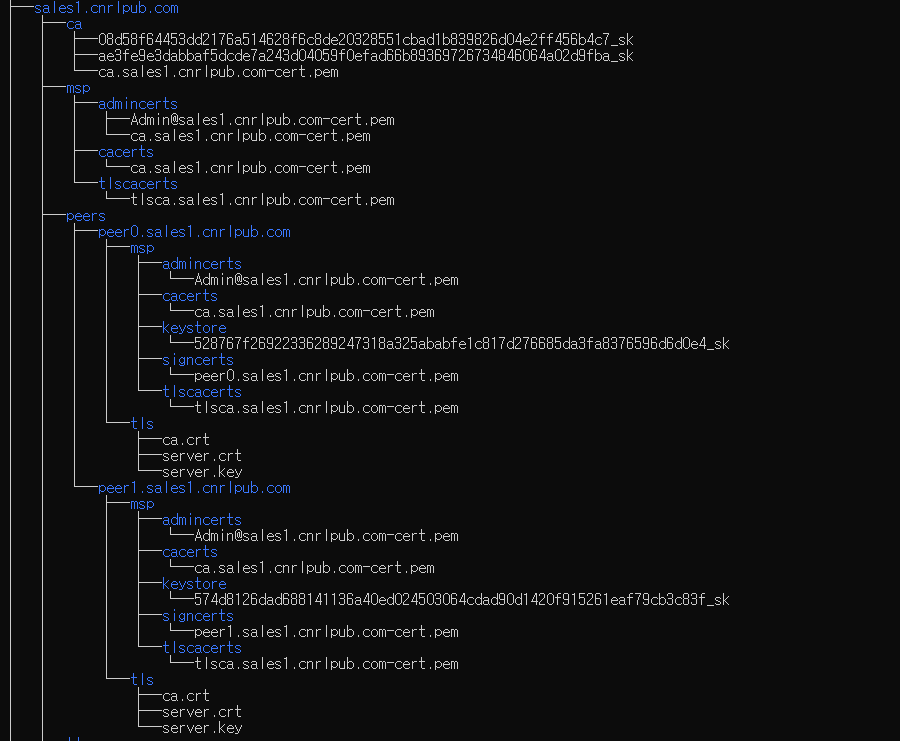 sales1.cnrlpub.com
ca
08d58f64453dd2176a514628f6c8de20328551cbad1b839826d04e2ff456b4c7_sk
ae3fe9e3dabbaf5dcde7a243d04059f0efad66b89369726734846064a02d9fba_sk
ca.sales1.cnrlpub.com-cert.pem
msp
admincerts
Admin@sales1.cnrlpub.com-cert.pem
ca.sales1.cnrlpub.com-cert.pem
cacerts
ca.sales1.cnrlpub.com-cert.pem
tlscacerts
tlsca.sales1.cnrlpub.com-cert.pem
peers
peer0.sales1.cnrlpub.com
msp
admincerts
Admin@sales1.cnrlpub.com-cert.pem
cacerts
ca.sales1.cnrlpub.com-cert.pem
keystore
528767f26922336289247318a325ababfe1c817d276685da3fa8376596d6d0e4_sk
signcerts
peer0.sales1.cnrlpub.com-cert.pem
tlscacerts
tlsca.sales1.cnrlpub.com-cert.pem
tls
ca.crt
server.crt
server.key
peer1.sales1.cnrlpub.com
msp
admincerts
Admin@sales1.cnrlpub.com-cert.pem
cacerts
ca.sales1.cnrlpub.com-cert.pem
keystore
574d8126dad688141136a40ed024503064cdad90d1420f915261eaf79cb3c83f_sk
signcerts
peer1.sales1.cnrlpub.com-cert.pem
tlscacerts
tlsca.sales1.cnrlpub.com-cert.pem
tls
ca.crt
server.crt
server.key